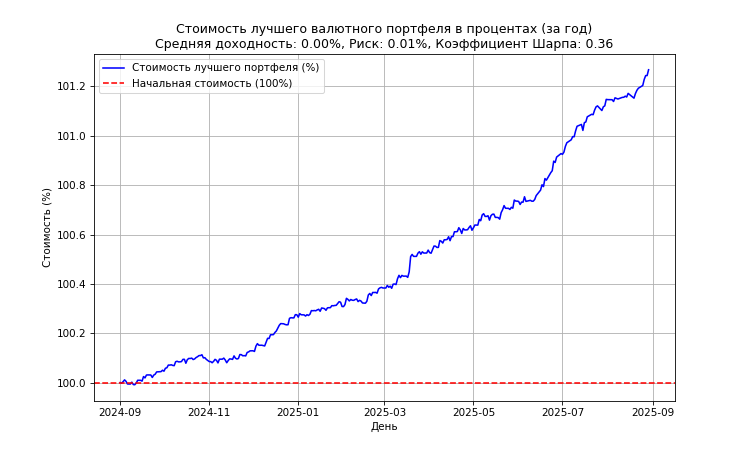 Стоимость лучшего валютного портфеля в процентах (за год)
Средняя доходность: 0.00%, Риск: 0.01%, Коэффициент Шарпа: 0.36
Стоимость лучшего портфеля (%)
Начальная стоимость (100%)
Стоимость (%)
101.2
101.0
100.8
100.6
100.4
100.2
100.0
2024-09
2024-11
2025-01
2025-03
2025-05
2025-07
2025-09
День